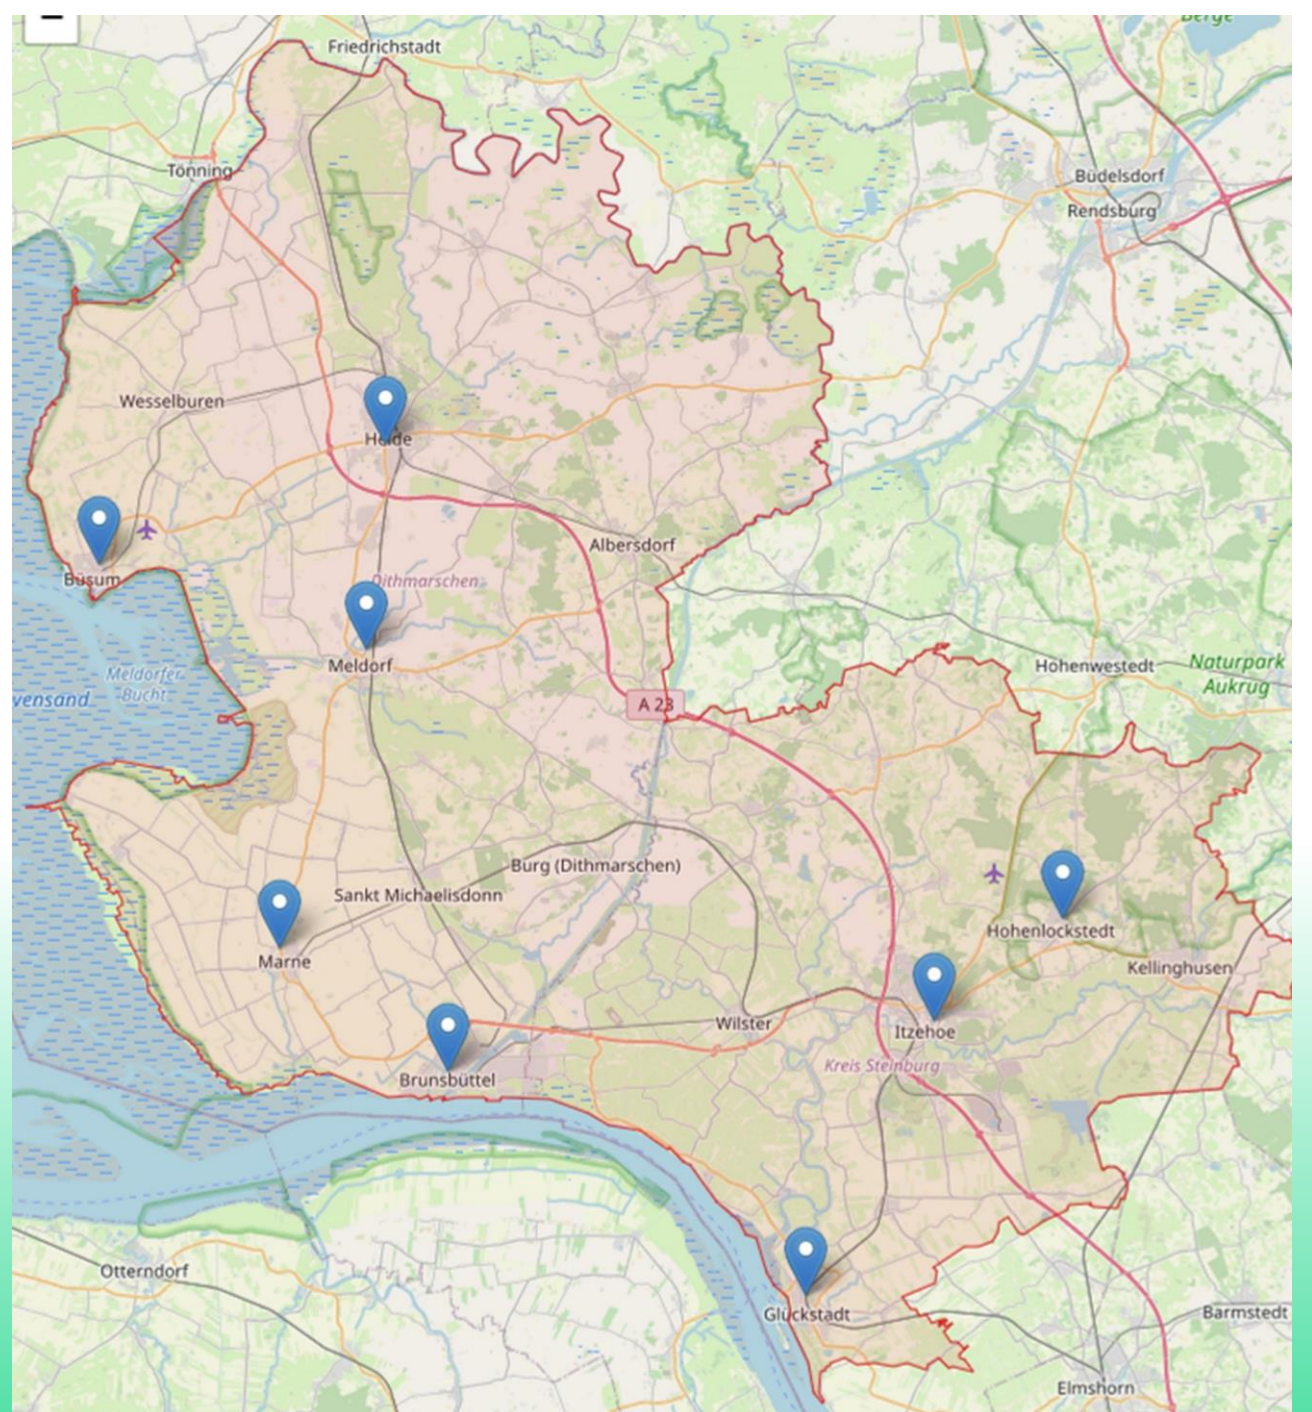 Berge
Friedrichstadt
Tönning
Büdelsdorf
Rendsburg
Wesselburen
Heide
Albersdorf
Büsum
Dithmarschen
Meldorf
Hohenwestedt
Naturpark
Aukrug
Meldorfer
Bucht
vensand
A 23
Burg (Dithmarschen)
Sankt Michaelisdonn
Hohenlockstedt
Marne
Kellinghusen
Wilster
Itzehoe
Kreis Steinburg
Brunsbüttel
Otterndorf
Glückstadt
Barmstedt
Elmshorn